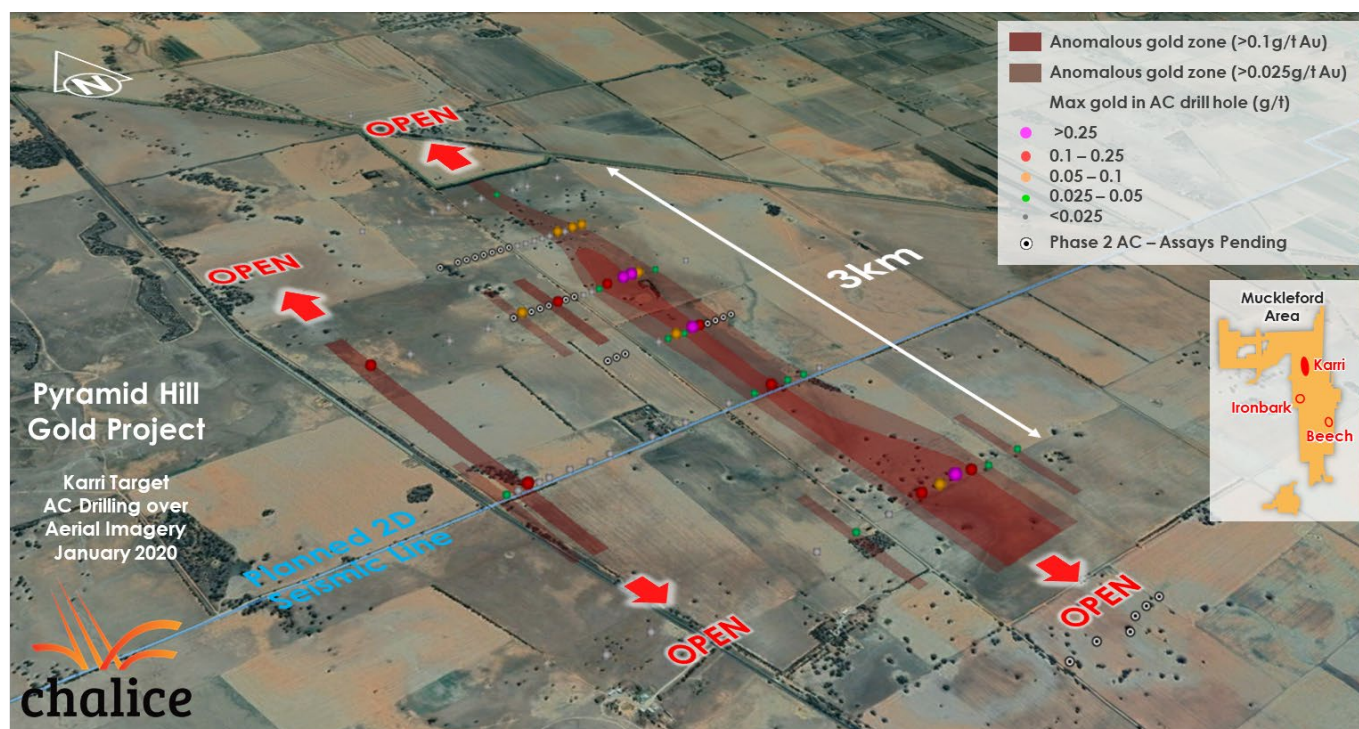 N
OPEN
OPEN
3km
Planned 2D
Seismic Line
OPEN
OPEN
Pyramid Hill
Gold Project
Karri Target
AC Drilling over
Aerial Imagery
January 2020
chalice
Anomalous gold zone (>0.1g/t Au)
Anomalous gold zone (>0.025g/t Au)
Max gold in AC drill hole (g/t)
>0.25
0.1 – 0.25
0.05 – 0.1
0.025 – 0.05
<0.025
Phase 2 AC – Assays Pending
Muckleford
Area
Karri
Ironbark
Beech